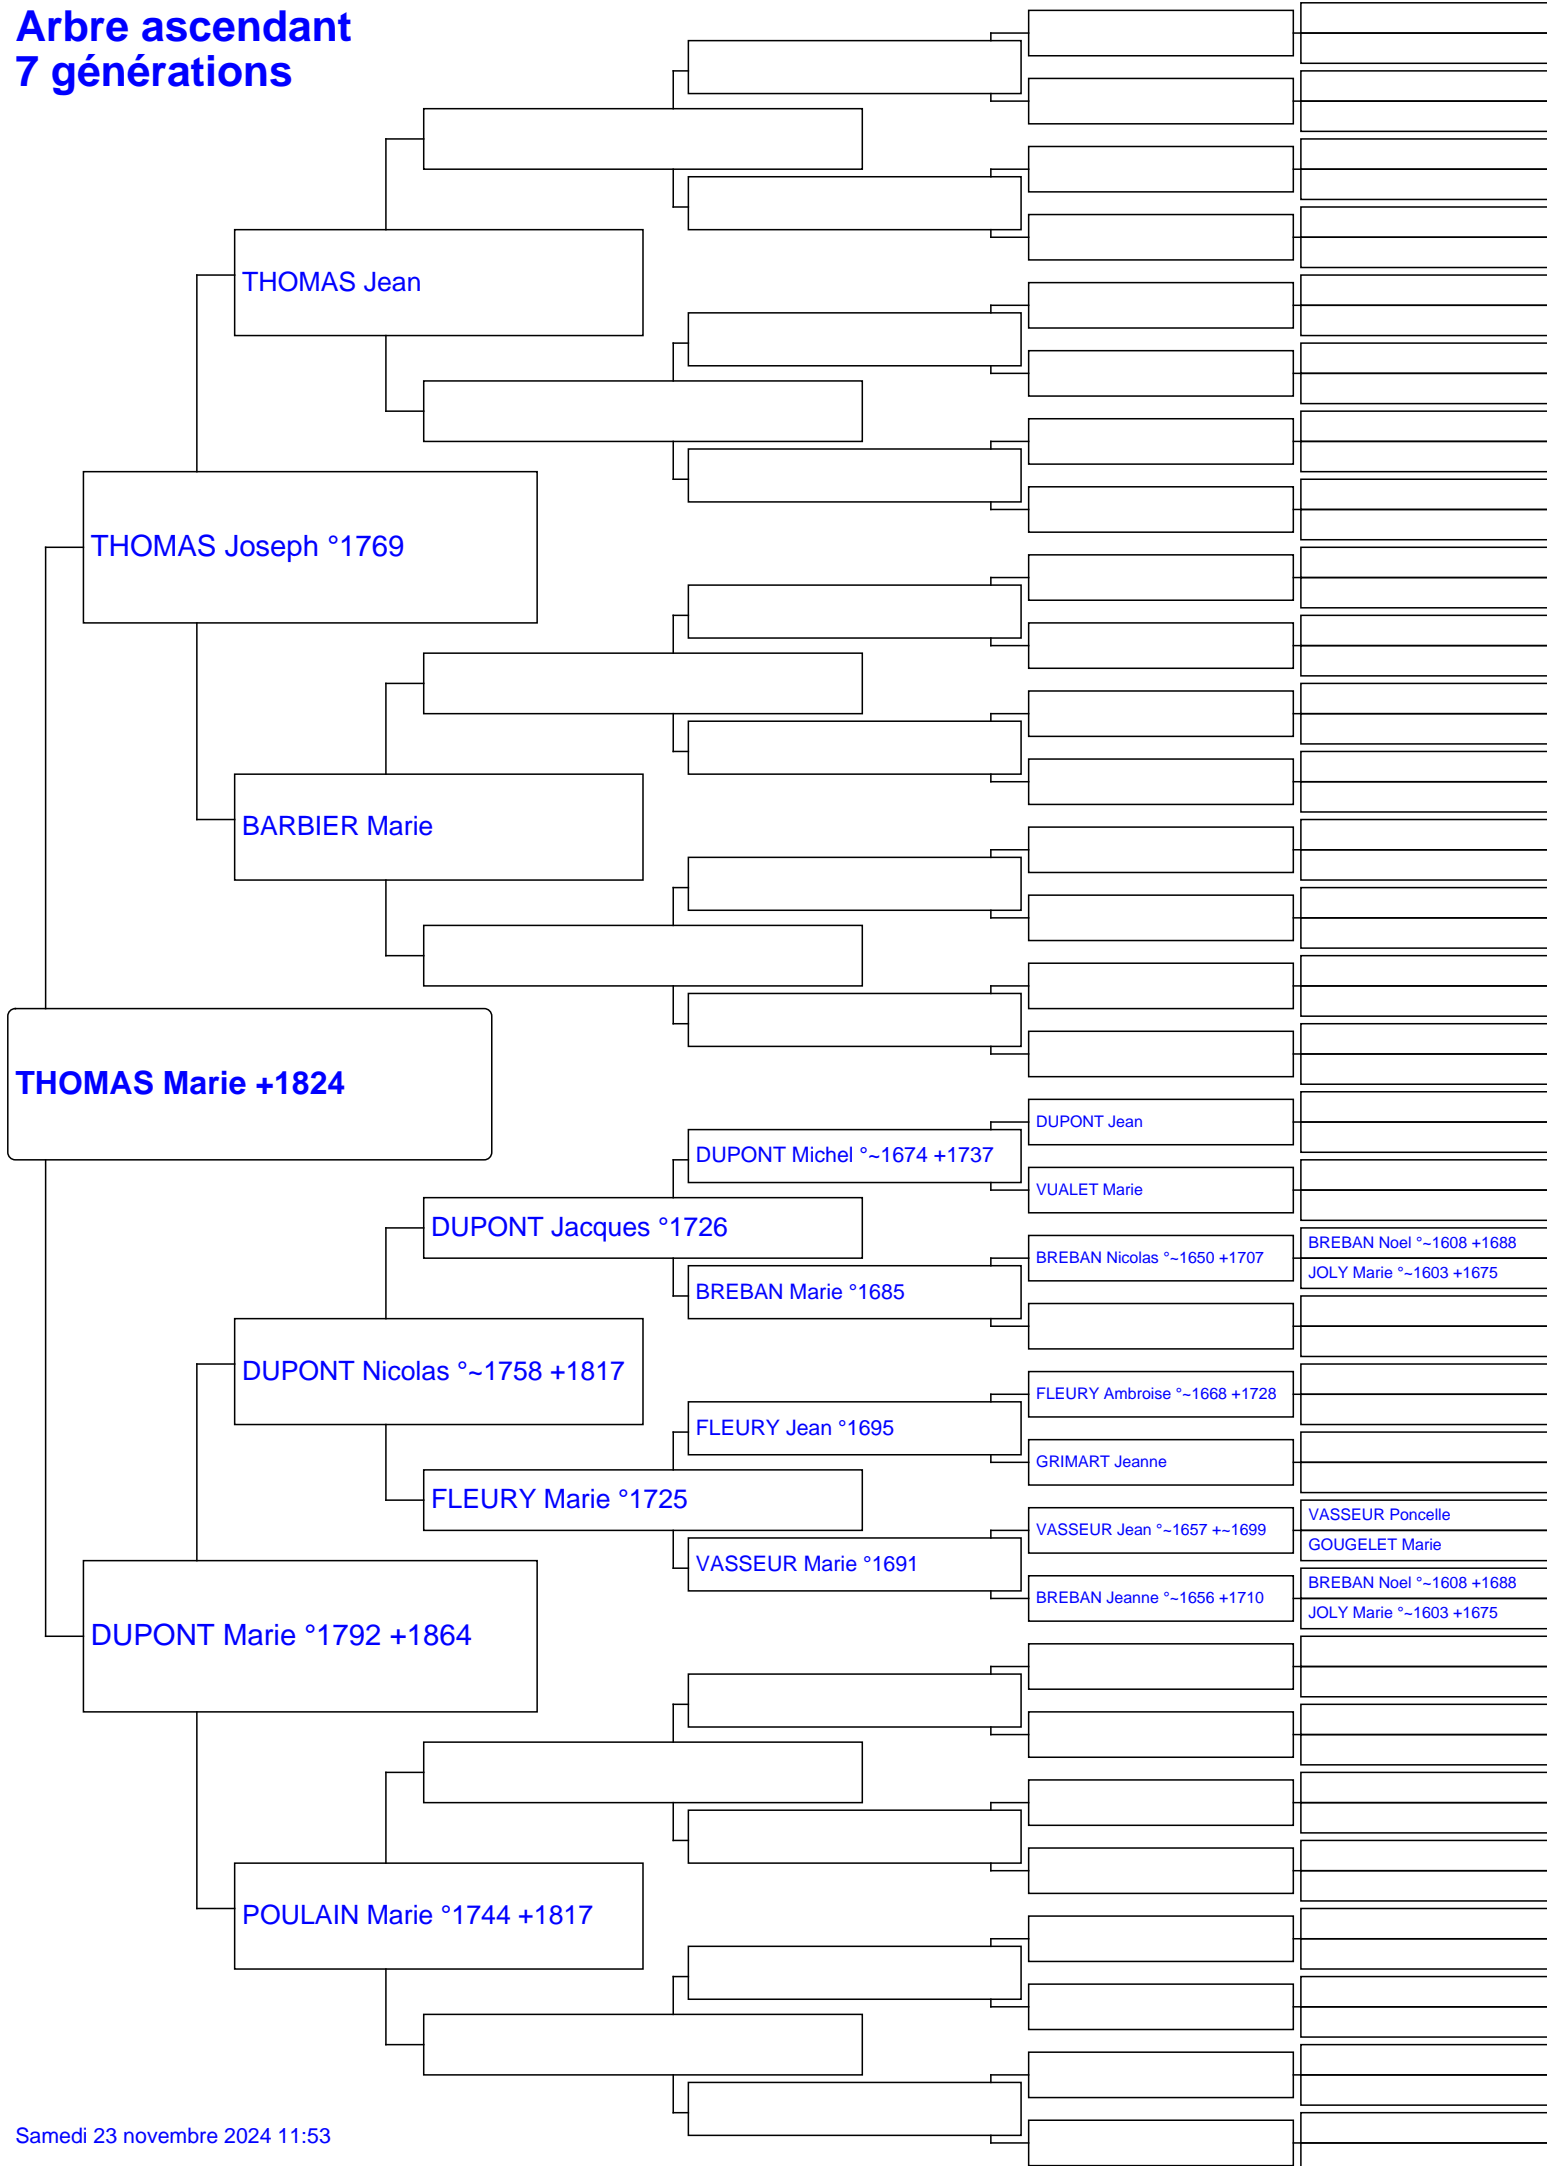 Arbre ascendant
7 générations
THOMAS Jean
THOMAS Joseph °1769
BARBIER Marie
THOMAS Marie +1824
DUPONT Jean
DUPONT Michel °~1674 +1737
VUALET Marie
DUPONT Jacques °1726
BREBAN Noel °~1608 +1688
BREBAN Nicolas °~1650 +1707
JOLY Marie °~1603 +1675
BREBAN Marie °1685
DUPONT Nicolas °~1758 +1817
FLEURY Ambroise °~1668 +1728
FLEURY Jean °1695
GRIMART Jeanne
FLEURY Marie °1725
VASSEUR Poncelle
VASSEUR Jean °~1657 +~1699
GOUGELET Marie
VASSEUR Marie °1691
BREBAN Noel °~1608 +1688
BREBAN Jeanne °~1656 +1710
JOLY Marie °~1603 +1675
DUPONT Marie °1792 +1864
POULAIN Marie °1744 +1817
Samedi 23 novembre 2024 11:53